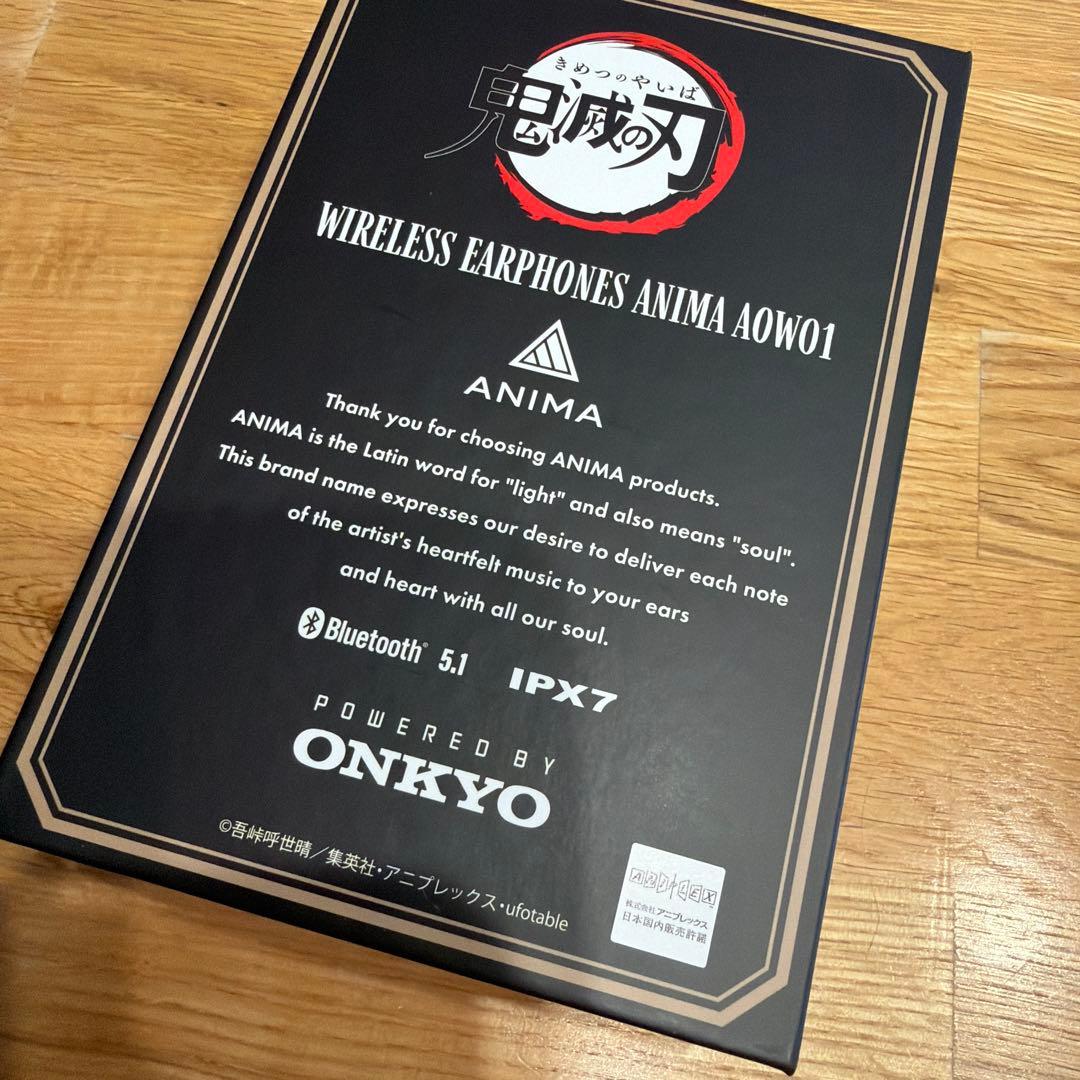 きめつのやいば
鬼滅の刃
WIRELESS EARPHONES ANIMA AOW01
ANIMA
Thank you for choosing ANIMA products.
ANIMA is the Latin word for "light" and also means "soul".
This brand name expresses our desire to deliver each note
of the artist's heartfelt music to your ears
and heart with all our soul.
Bluetooth® 5.1 IPX7
POWERED BY
ONKYO
©吾峠呼世晴／集英社・アニプレックス・ufotable
ANIPLEX™
株式会社アニプレックス
日本国内販売許諾